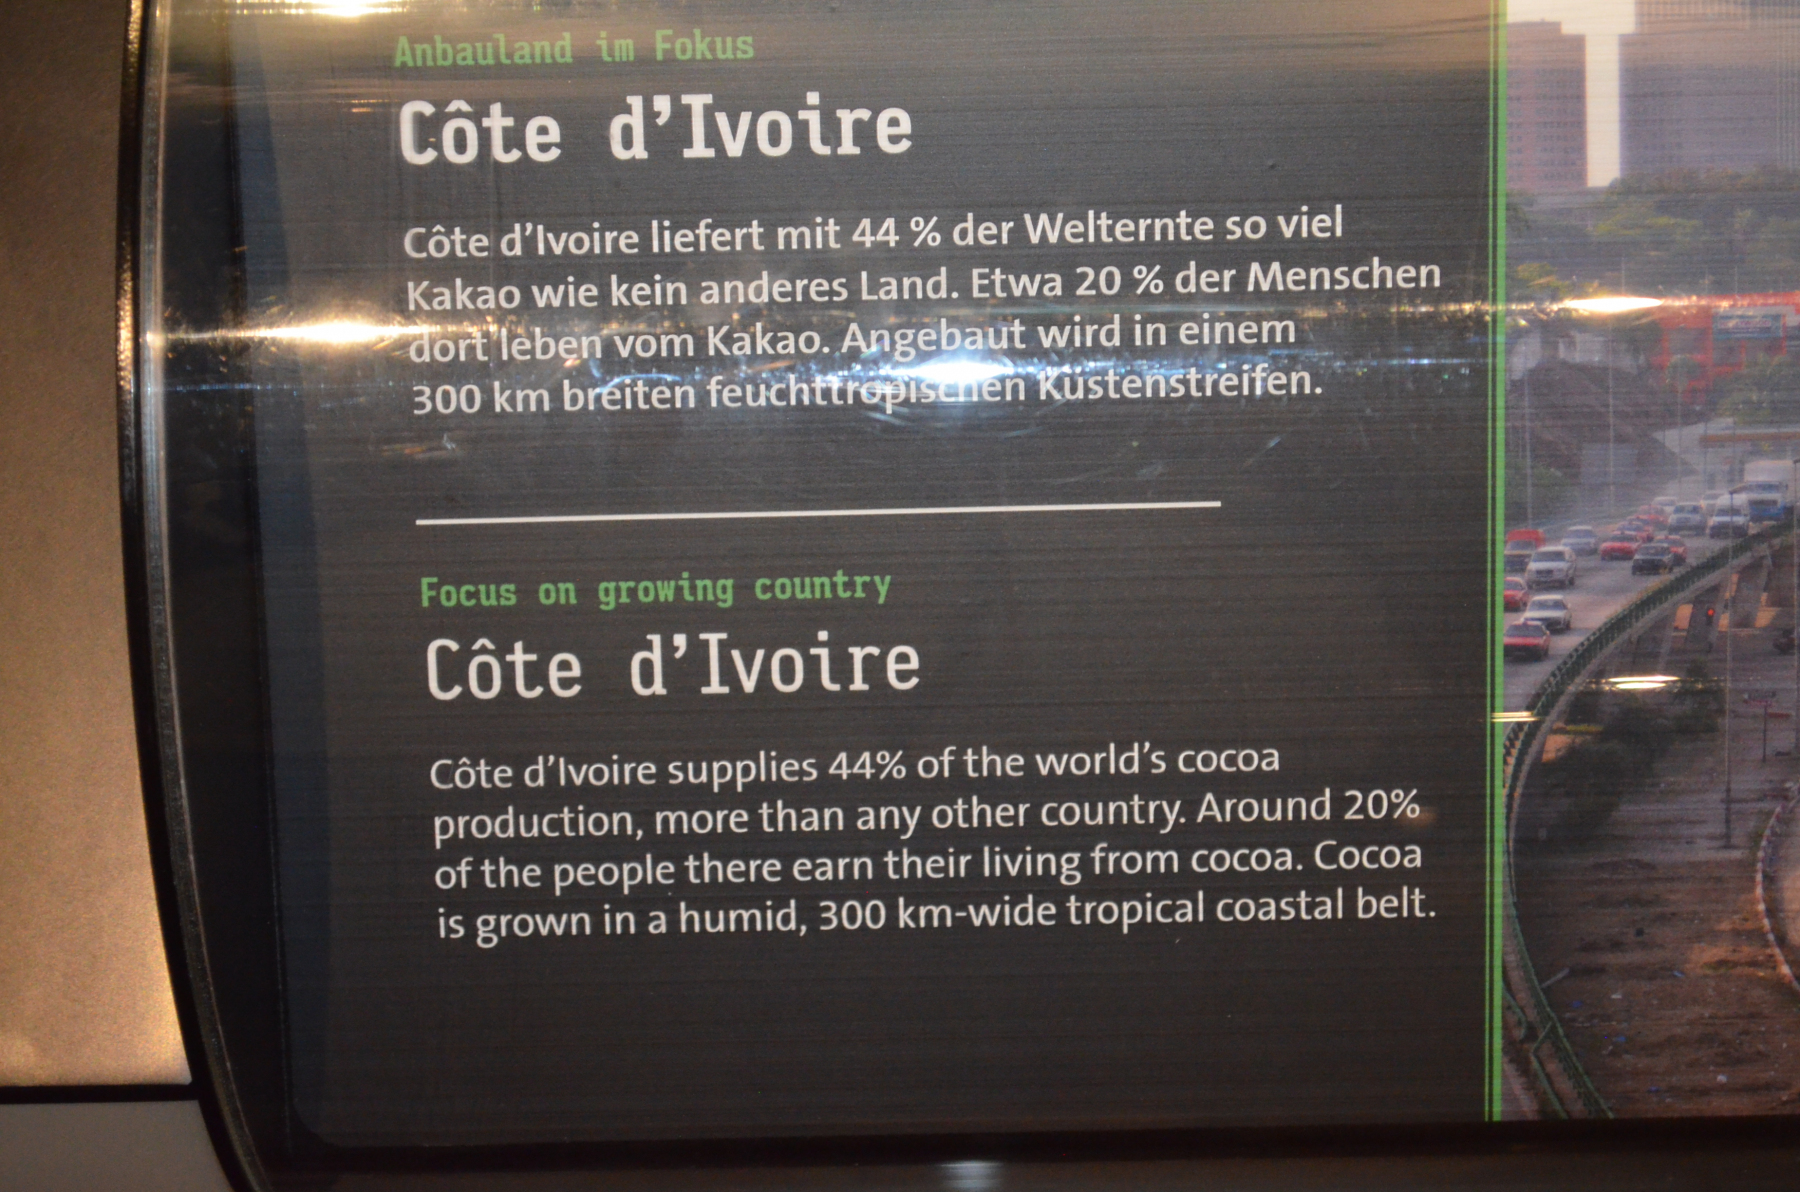 Anbauland im Fokus
Côte d’Ivoire
Côte d’Ivoire liefert mit 44 % der Welternte so viel
Kakao wie kein anderes Land. Etwa 20 % der Menschen
dort leben vom Kakao. Angebaut wird in einem
300 km breiten feuchttropischen Küstenstreifen.
Focus on growing country
Côte d’Ivoire
Côte d’Ivoire supplies 44% of the world’s cocoa
production, more than any other country. Around 20%
of the people there earn their living from cocoa. Cocoa
is grown in a humid, 300 km-wide tropical coastal belt.